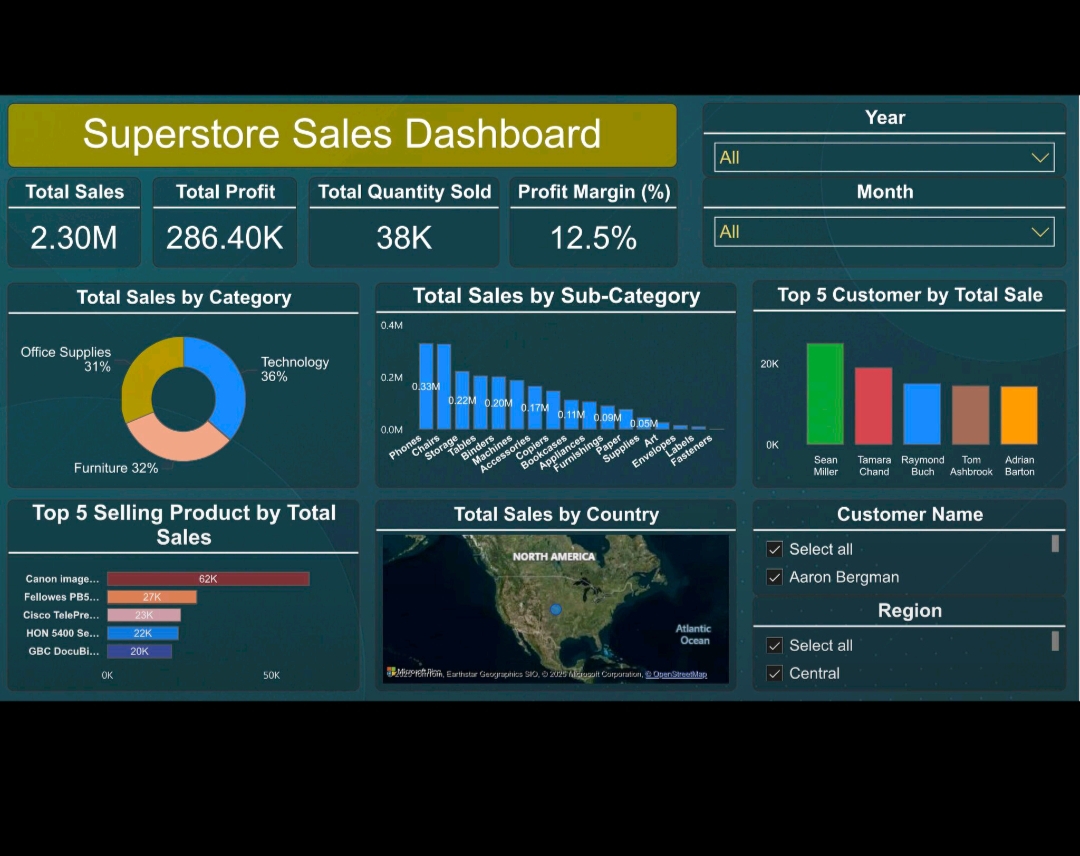 Superstore Sales Dashboard
Year
All
Month
All
Total Sales
2.30M
Total Profit
286.40K
Total Quantity Sold
38K
Profit Margin (%)
12.5%
Total Sales by Category
Office Supplies
31%
Technology
36%
Furniture 32%
Total Sales by Sub-Category
0.4M
0.2M
0.0M
0.33M
0.22M
0.20M
0.17M
0.11M
0.09M
0.05M
Phones
Chairs
Storage
Tables
Binders
Machines
Accessories
Copiers
Bookcases
Appliances
Furnishings
Paper
Supplies
Art
Envelopes
Labels
Fasteners
Top 5 Customer by Total Sale
20K
0K
Sean
Miller
Tamara
Chand
Raymond
Buch
Tom
Ashbrook
Adrian
Barton
Top 5 Selling Product by Total
Sales
Canon image...
62K
Fellowes PB5...
27K
Cisco TelePre...
23K
HON 5400 Se...
22K
GBC DocuBi...
20K
0K
50K
Total Sales by Country
NORTH AMERICA
Atlantic
Ocean
Microsoft Bing
© 2025 TomTom, Earthstar Geographics SIO, © 2025 Microsoft Corporation, © OpenStreetMap
Customer Name
Select all
Aaron Bergman
Region
Select all
Central